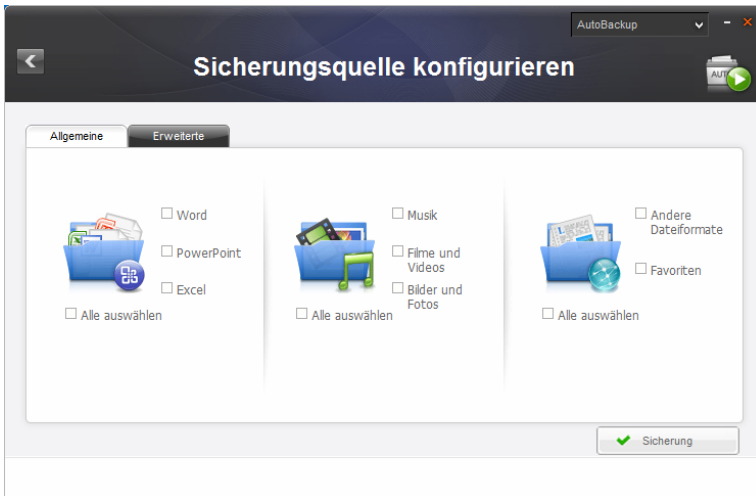 AutoBackup
Sicherungsquelle konfigurieren
AUTO
Allgemeine
Erweiterte
Word
PowerPoint
Excel
Alle auswählen
Musik
Filme und
Videos
Bilder und
Fotos
Alle auswählen
Andere
Dateiformate
Favoriten
Alle auswählen
Sicherung